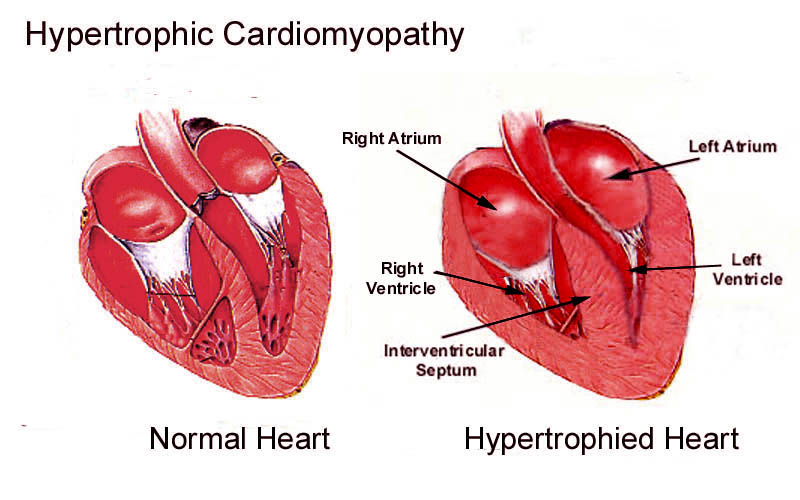 Hypertrophic Cardiomyopathy
Right Atrium
Left Atrium
Right
Ventricle
Left
Ventricle
Interventricular
Septum
Normal Heart
Hypertrophied Heart